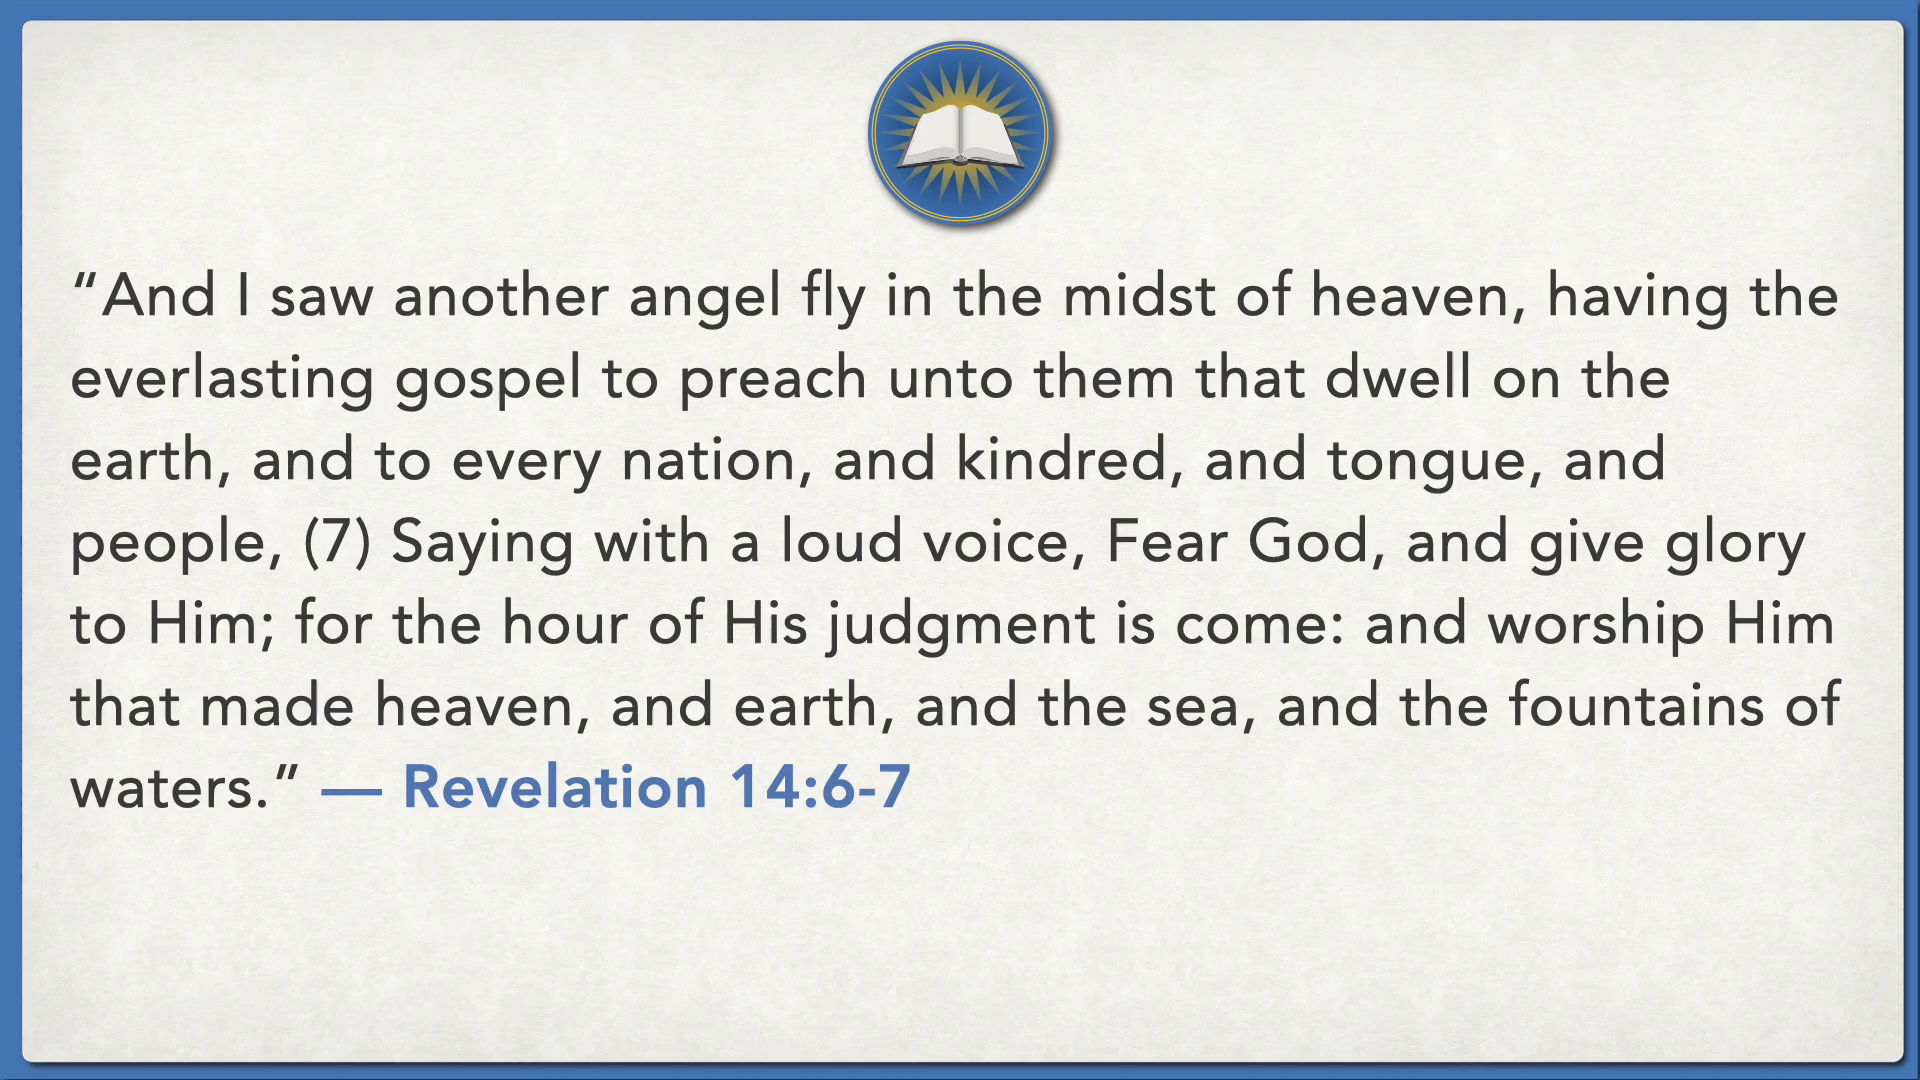 “And I saw another angel fly in the midst of heaven, having the
everlasting gospel to preach unto them that dwell on the
earth, and to every nation, and kindred, and tongue, and
people, (7) Saying with a loud voice, Fear God, and give glory
to Him; for the hour of His judgment is come: and worship Him
that made heaven, and earth, and the sea, and the fountains of
waters.” — Revelation 14:6-7